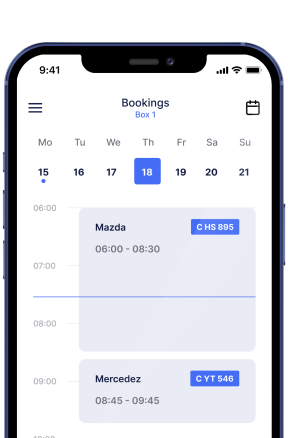 9:41
Bookings
Box 1
Mo Tu We Th Fr Sa Su
15 16 17 18 19 20 21
06:00
Mazda C HS 895
06:00 - 08:30
07:00
08:00
09:00
Mercedez C YT 546
08:45 - 09:45